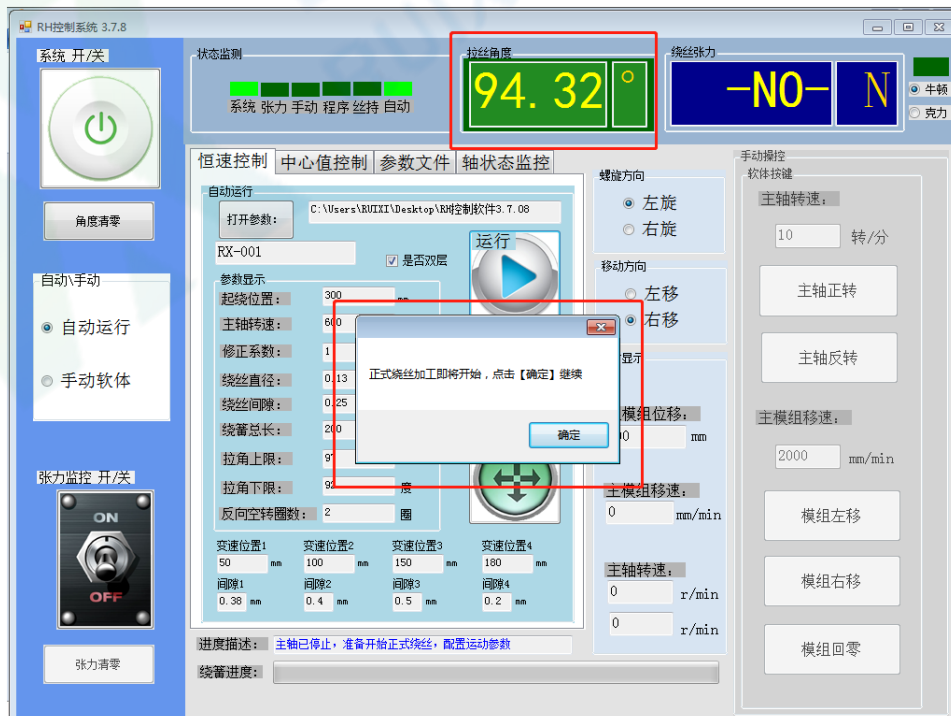 RH控制系统 3.7.8
系统 开/关
角度清零
自动\手动
自动运行
手动软体
张力监控 开/关
ON
OFF
张力清零
状态监测
系统 张力 手动 程序 丝持 自动
拉丝角度
94.32 °
绕丝张力
-NO- N
牛顿
克力
恒速控制 中心值控制 参数文件 轴状态监控
自动运行
打开参数:
C:\Users\RUIXI\Desktop\RH控制软件3.7.08
RX-001
是否双层
运行
参数显示
起绕位置: 300
主轴转速: 600
修正系数: 1
绕丝直径: 0.13
绕丝间隙: 0.25
绕簧总长: 200
拉角上限:
拉角下限: 度
反向空转圈数: 2 圈
变速位置1 变速位置2 变速位置3 变速位置4
50 mm 100 mm 150 mm 180 mm
间隙1 间隙2 间隙3 间隙4
0.38 mm 0.4 mm 0.5 mm 0.2 mm
进度描述: 主轴已停止，准备开始正式绕丝，配置运动参数
绕簧进度:
正式绕丝加工即将开始，点击【确定】继续
确定
螺旋方向
左旋
右旋
移动方向
左移
右移
显示
模组位移:
mm
主模组移速:
0 mm/min
主轴转速:
0 r/min
0 r/min
手动操控
软体按键
主轴转速:
10 转/分
主轴正转
主轴反转
主模组移速:
2000 mm/min
模组左移
模组右移
模组回零